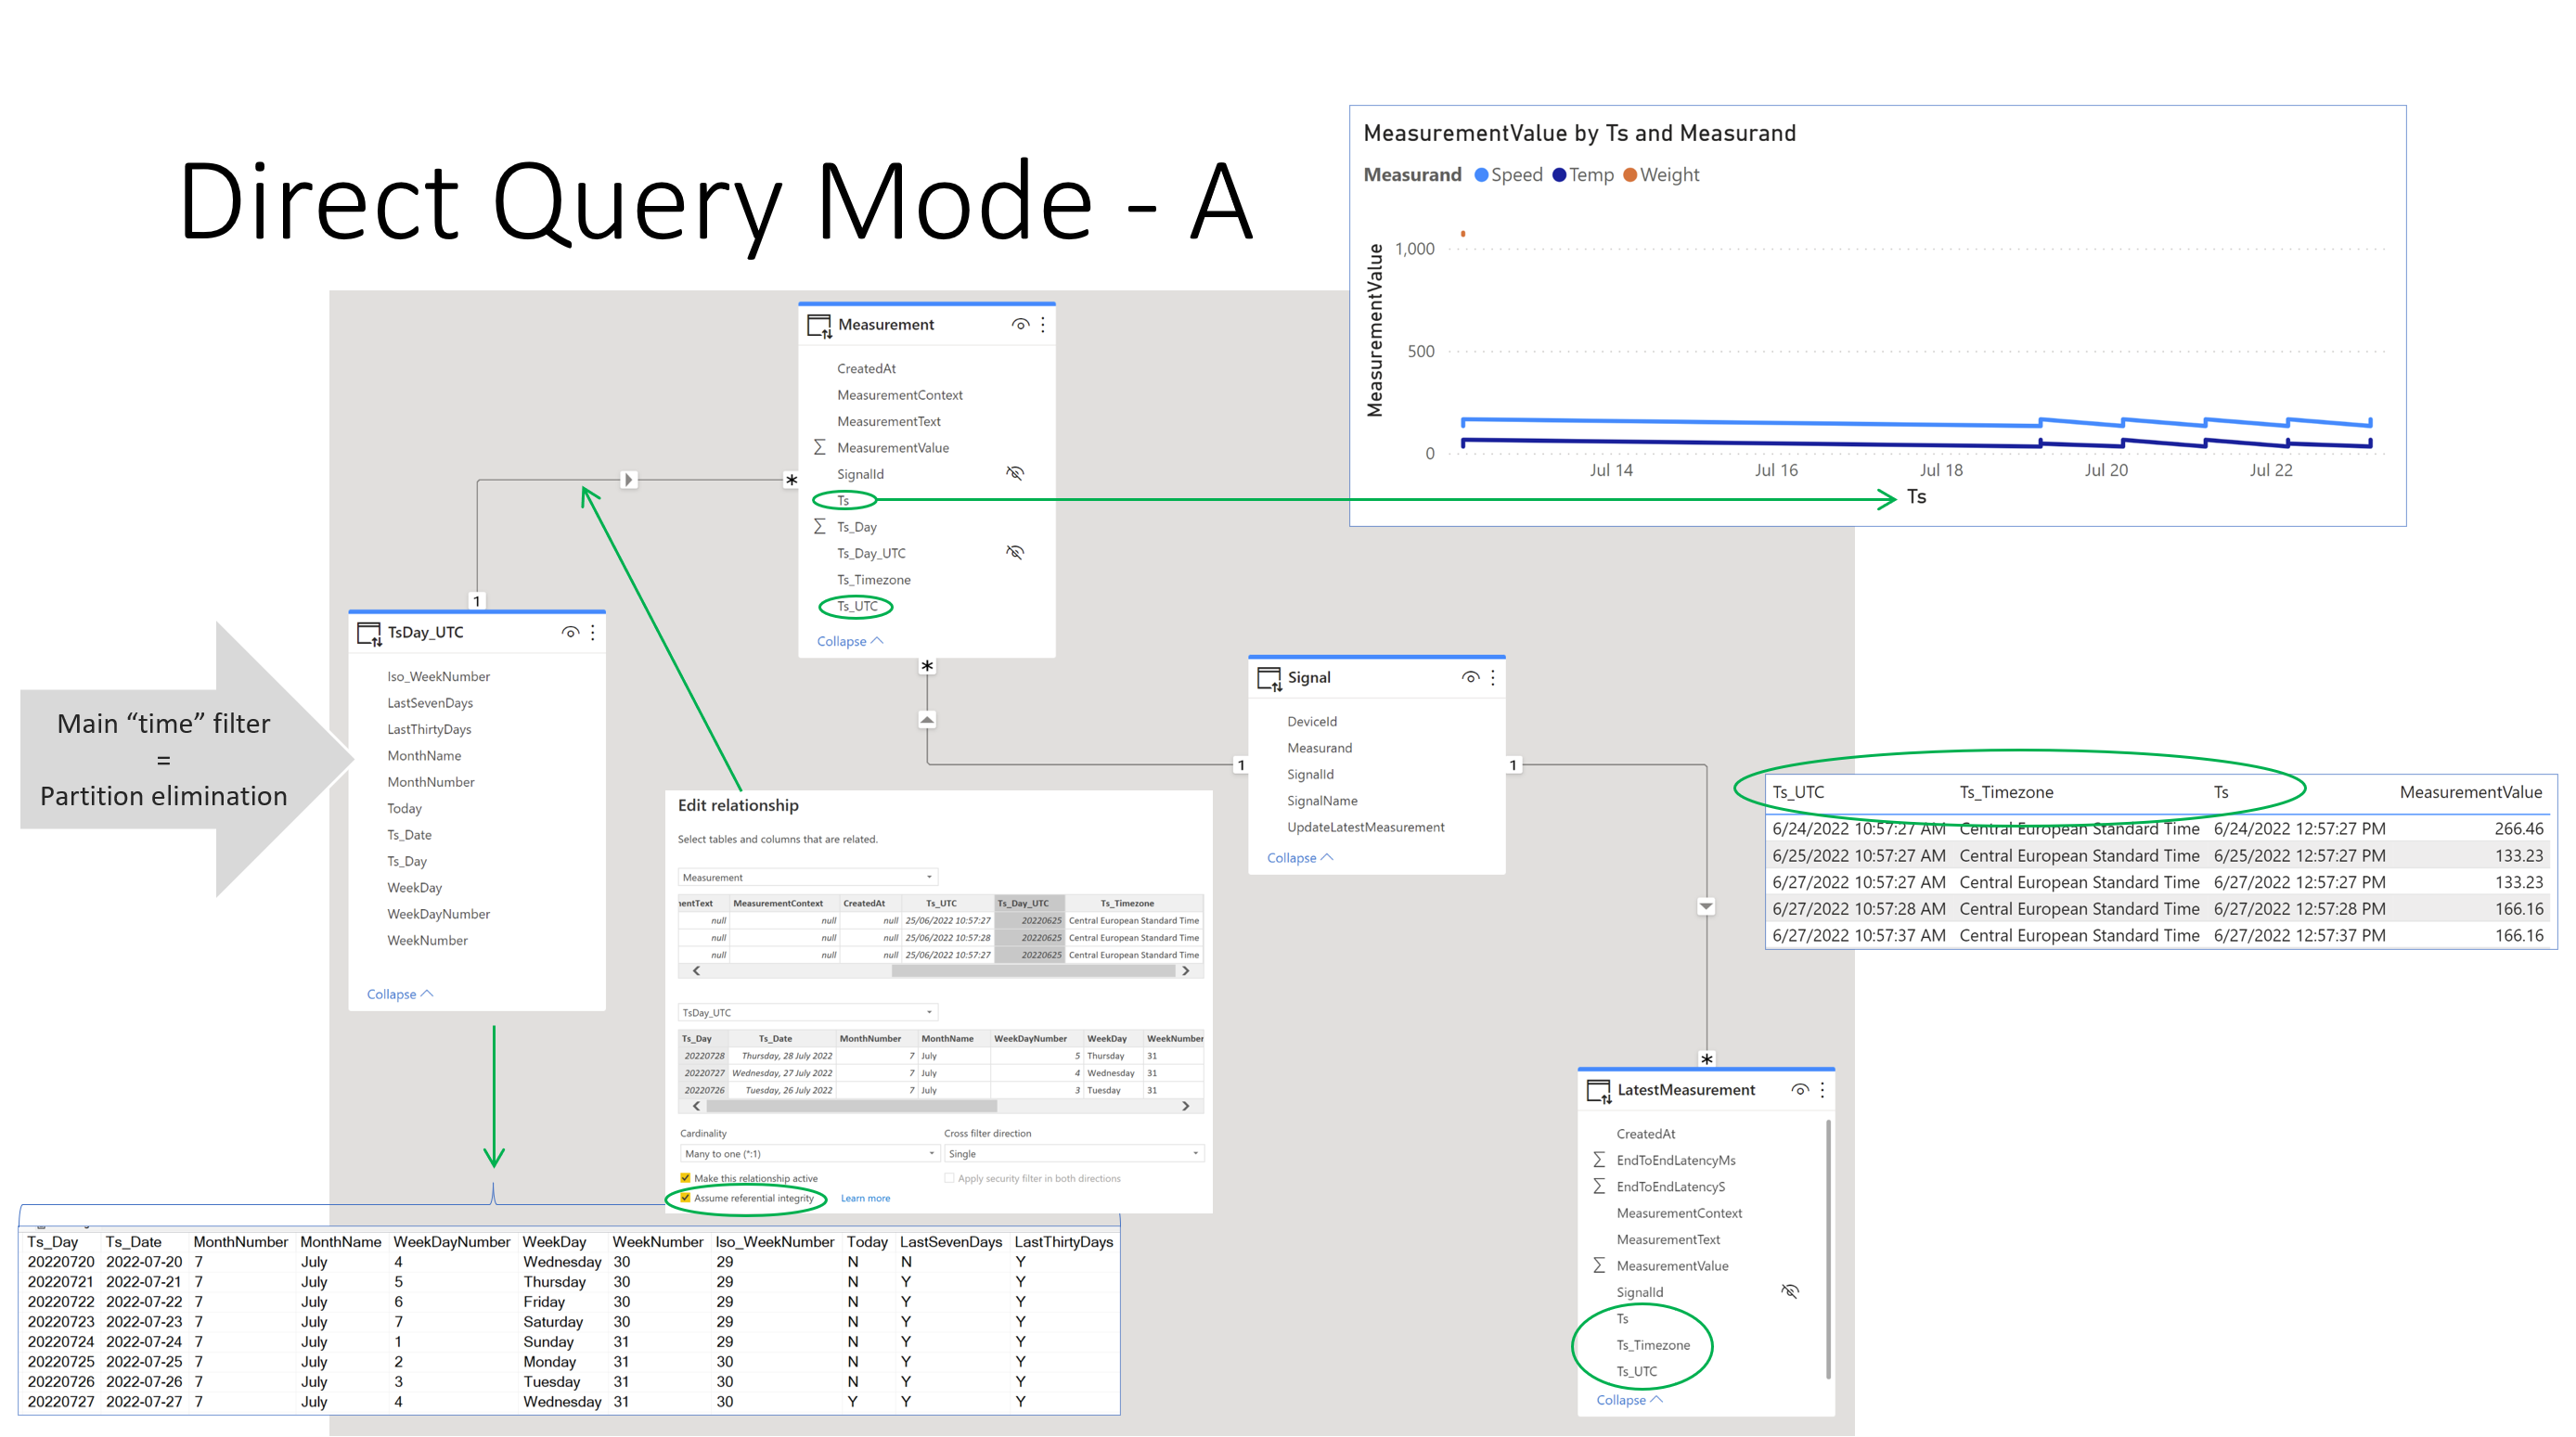 Direct Query Mode - A
MeasurementValue by Ts and Measurand
Measurand Speed Temp Weight
MeasurementValue
1,000
500
0
Jul 14 Jul 16 Jul 18 Jul 20 Jul 22
Ts
Measurement
CreatedAt
MeasurementContext
MeasurementText
MeasurementValue
SignalId
Ts
Ts_Day
Ts_Day_UTC
Ts_Timezone
Ts_UTC
Collapse
*
1
*
1
1
*
Main “time” filter
=
Partition elimination
TsDay_UTC
Iso_WeekNumber
LastSevenDays
LastThirtyDays
MonthName
MonthNumber
Today
Ts_Date
Ts_Day
WeekDay
WeekDayNumber
WeekNumber
Collapse
Signal
DeviceId
Measurand
SignalId
SignalName
UpdateLatestMeasurement
Collapse
Ts_UTC Ts_Timezone Ts MeasurementValue
6/24/2022 10:57:27 AM Central European Standard Time 6/24/2022 12:57:27 PM 266.46
6/25/2022 10:57:27 AM Central European Standard Time 6/25/2022 12:57:27 PM 133.23
6/27/2022 10:57:27 AM Central European Standard Time 6/27/2022 12:57:27 PM 133.23
6/27/2022 10:57:28 AM Central European Standard Time 6/27/2022 12:57:28 PM 166.16
6/27/2022 10:57:37 AM Central European Standard Time 6/27/2022 12:57:37 PM 166.16
Edit relationship
Select tables and columns that are related.
Measurement
mentText MeasurementContext CreatedAt Ts_UTC Ts_Day_UTC Ts_Timezone
null null null 25/06/2022 10:57:27 20220625 Central European Standard Time
null null null 25/06/2022 10:57:28 20220625 Central European Standard Time
null null null 25/06/2022 10:57:27 20220625 Central European Standard Time
TsDay_UTC
Ts_Day Ts_Date MonthNumber MonthName WeekDayNumber WeekDay WeekNumber
20220728 Thursday, 28 July 2022 7 July 5 Thursday 31
20220727 Wednesday, 27 July 2022 7 July 4 Wednesday 31
20220726 Tuesday, 26 July 2022 7 July 3 Tuesday 31
Cardinality Cross filter direction
Many to one (*:1) Single
Make this relationship active Apply security filter in both directions
Assume referential integrity Learn more
LatestMeasurement
CreatedAt
EndToEndLatencyMs
EndToEndLatencyS
MeasurementContext
MeasurementText
MeasurementValue
SignalId
Ts
Ts_Timezone
Ts_UTC
Collapse
Ts_Day Ts_Date MonthNumber MonthName WeekDayNumber WeekDay WeekNumber Iso_WeekNumber Today LastSevenDays LastThirtyDays
20220720 2022-07-20 7 July 4 Wednesday 30 29 N N Y
20220721 2022-07-21 7 July 5 Thursday 30 29 N Y Y
20220722 2022-07-22 7 July 6 Friday 30 29 N Y Y
20220723 2022-07-23 7 July 7 Saturday 30 29 N Y Y
20220724 2022-07-24 7 July 1 Sunday 31 29 N Y Y
20220725 2022-07-25 7 July 2 Monday 31 30 N Y Y
20220726 2022-07-26 7 July 3 Tuesday 31 30 N Y Y
20220727 2022-07-27 7 July 4 Wednesday 31 30 Y Y Y